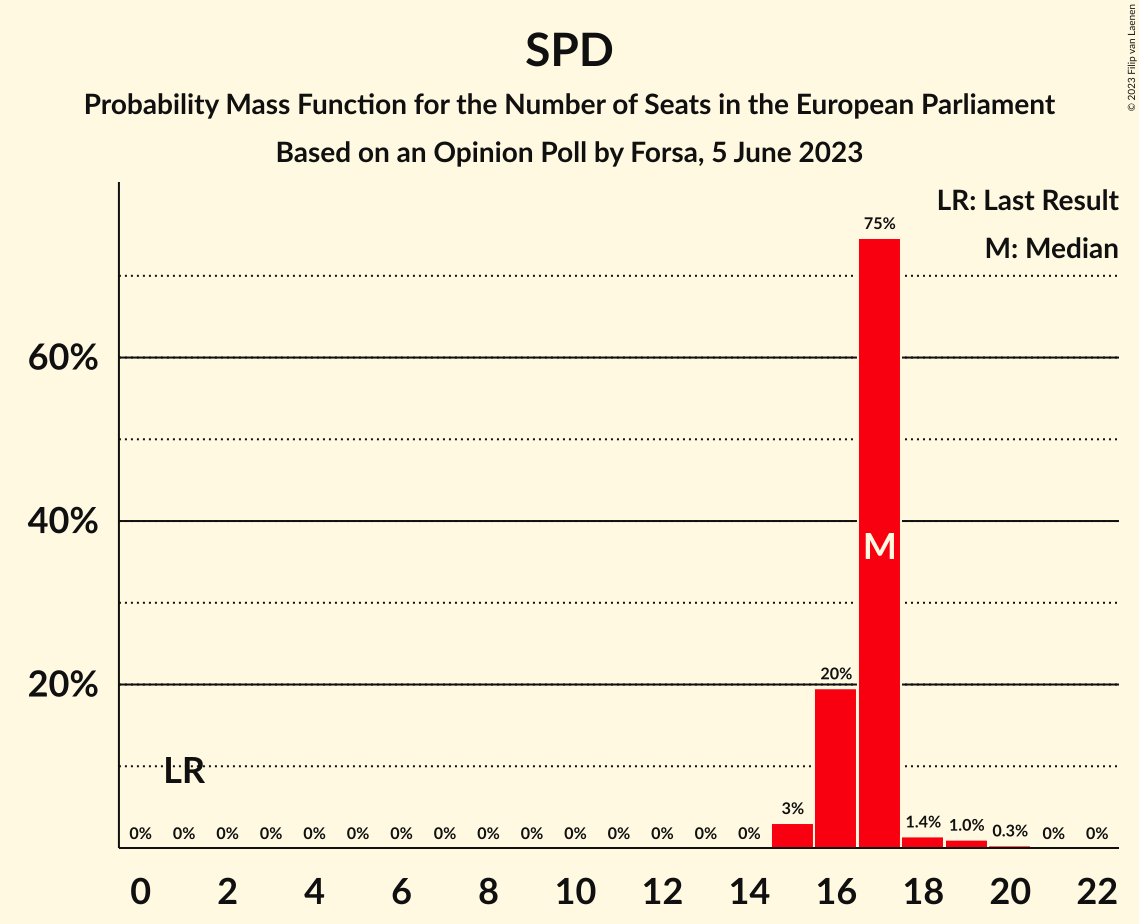 SPD
Probability Mass Function for the Number of Seats in the European Parliament
Based on an Opinion Poll by Forsa, 5 June 2023
© 2023 Filip van Laenen
LR: Last Result
M: Median
75%
60%
40%
M
20%
20%
LR
0% 0% 0% 0% 0% 0% 0% 0% 0% 0% 0% 0% 0% 0% 0% 3% 1.4% 1.0% 0.3% 0% 0%
0 2 4 6 8 10 12 14 16 18 20 22